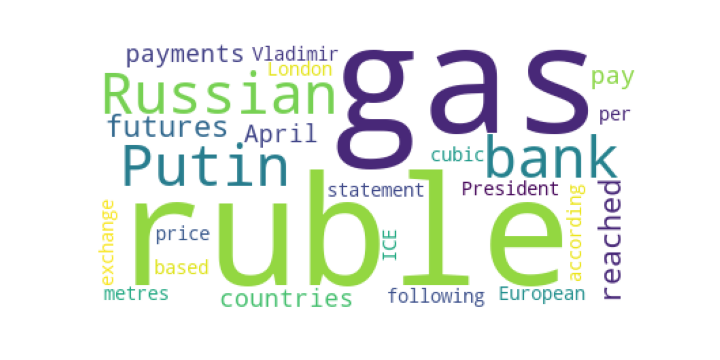 payments Vladimir
London
gas
pay
Russian
per
futures April
Putin
cubic
bank
statement President
ruble
reached
exchange
according
price
ICE
based
metres
countries
following European